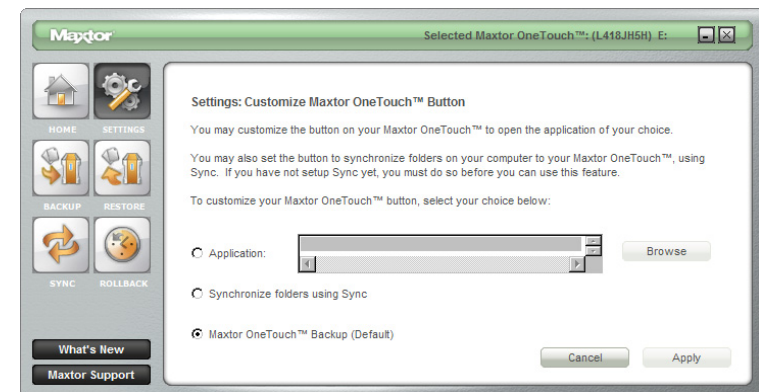 Maxtor
Selected Maxtor OneTouch™: (L418JH5H) E:
HOME SETTINGS
BACKUP RESTORE
SYNC ROLLBACK
What's New
Maxtor Support
Settings: Customize Maxtor OneTouch™ Button
You may customize the button on your Maxtor OneTouch™ to open the application of your choice.
You may also set the button to synchronize folders on your computer to your Maxtor OneTouch™, using
Sync. If you have not setup Sync yet, you must do so before you can use this feature.
To customize your Maxtor OneTouch™ button, select your choice below:
Application:
Browse
Synchronize folders using Sync
Maxtor OneTouch™ Backup (Default)
Cancel Apply